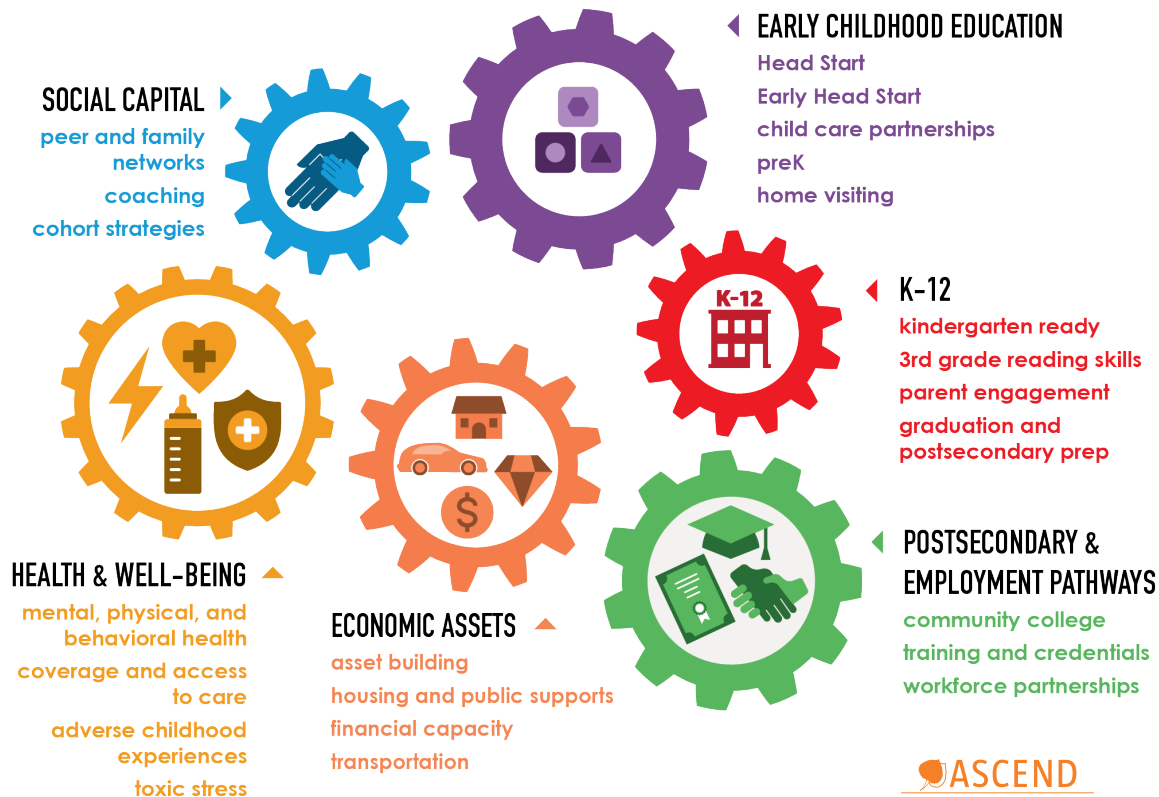 SOCIAL CAPITAL
peer and family
networks
coaching
cohort strategies
EARLY CHILDHOOD EDUCATION
Head Start
Early Head Start
child care partnerships
preK
home visiting
K-12
K-12
kindergarten ready
3rd grade reading skills
parent engagement
graduation and
postsecondary prep
HEALTH & WELL-BEING
mental, physical, and
behavioral health
coverage and access
to care
adverse childhood
experiences
toxic stress
$
ECONOMIC ASSETS
asset building
housing and public supports
financial capacity
transportation
POSTSECONDARY &
EMPLOYMENT PATHWAYS
community college
training and credentials
workforce partnerships
ASCEND